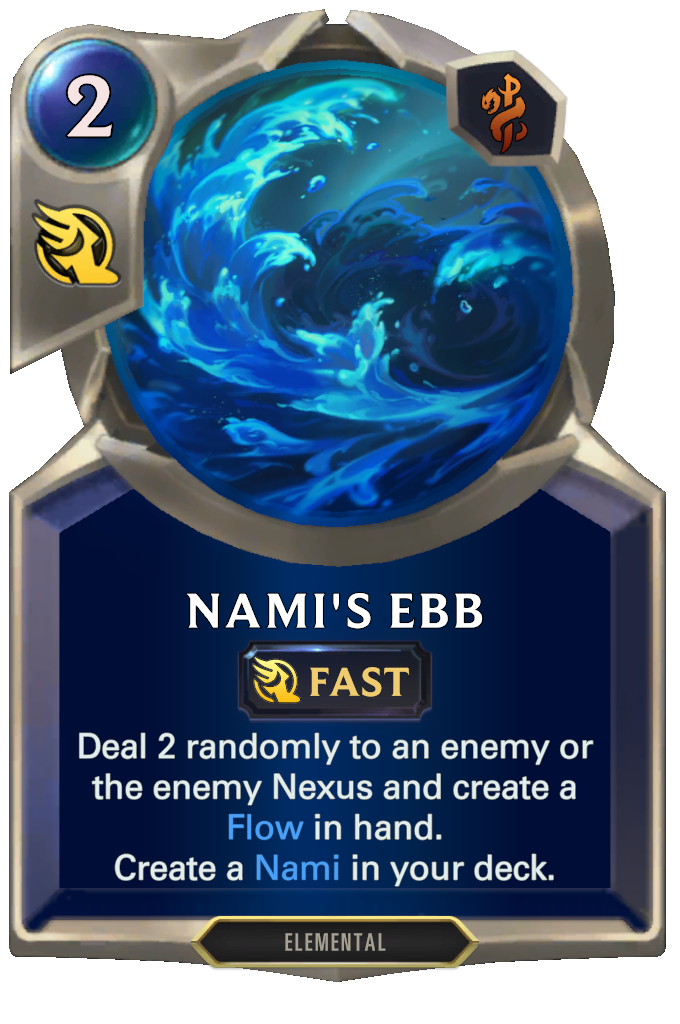 2
NAMI'S EBB
FAST
Deal 2 randomly to an enemy or
the enemy Nexus and create a
Flow in hand.
Create a Nami in your deck.
ELEMENTAL